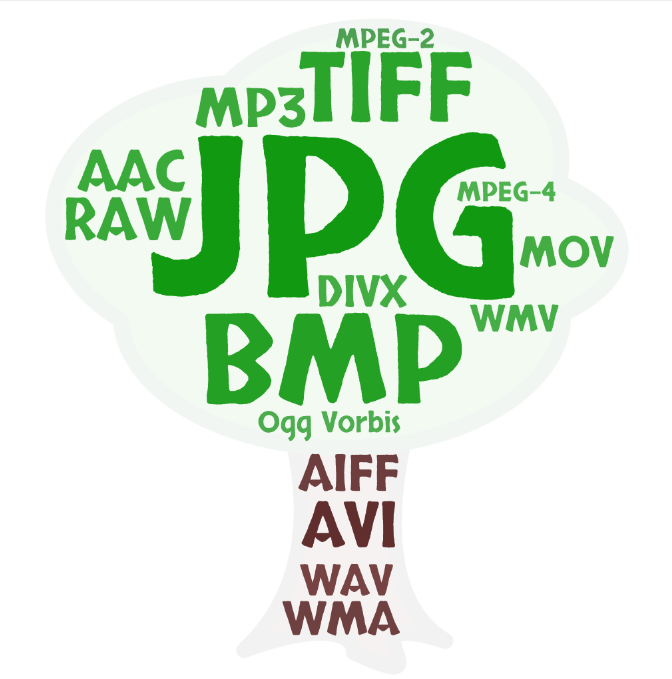 MPEG-2
TIFF
MP3
JPG
AAC
RAW
MPEG-4
MOV
DIVX
WMV
BMP
Ogg Vorbis
AIFF
AVI
WAV
WMA